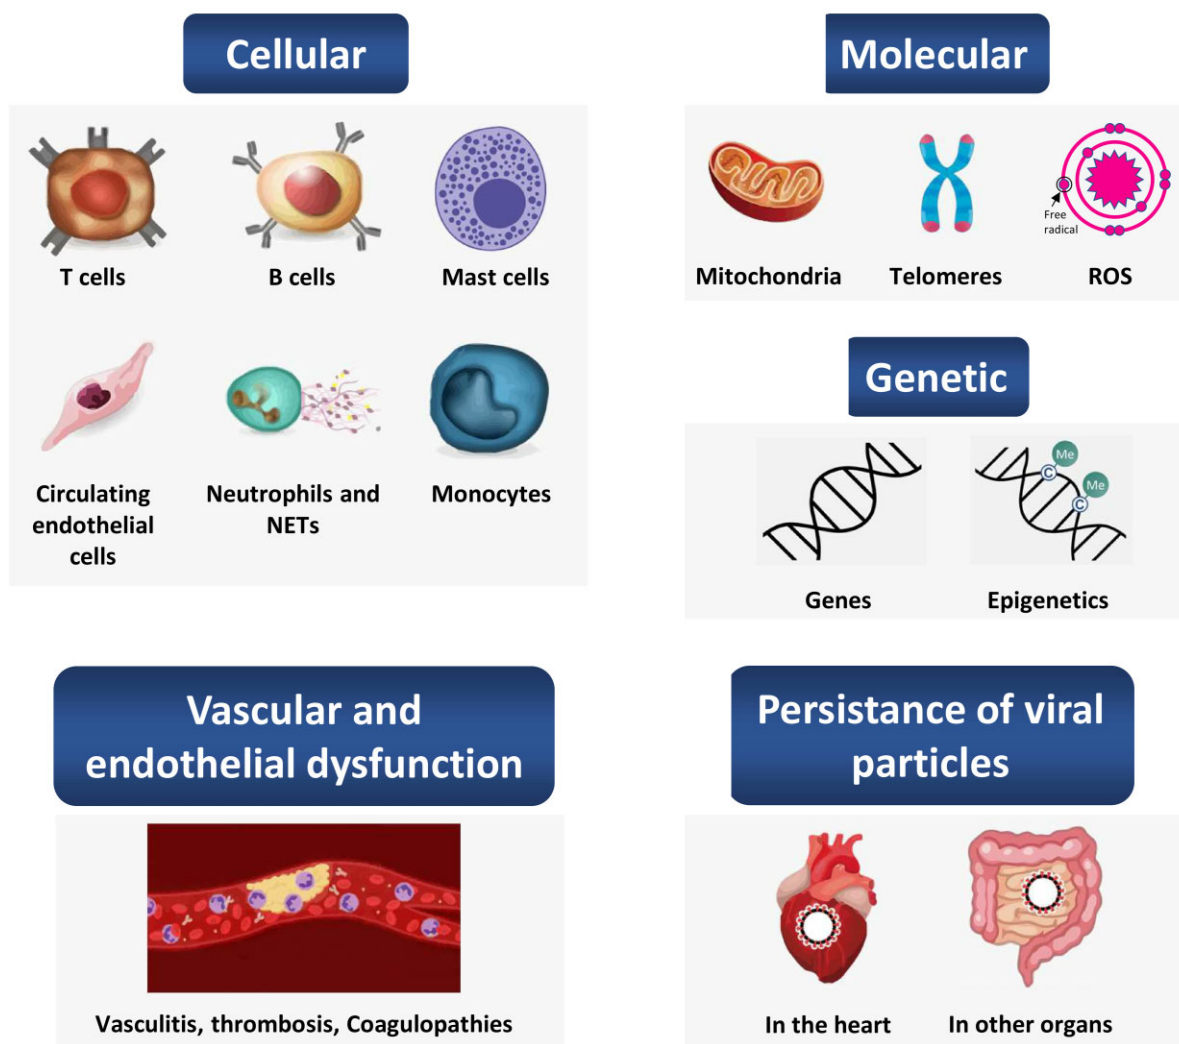 Cellular
T cells
B cells
Mast cells
Circulating
endothelial
cells
Neutrophils and
NETs
Monocytes
Molecular
Free
radical
Mitochondria
Telomeres
ROS
Genetic
C
Me
C
Me
Genes
Epigenetics
Vascular and
endothelial dysfunction
Vasculitis, thrombosis, Coagulopathies
Persistance of viral
particles
In the heart
In other organs